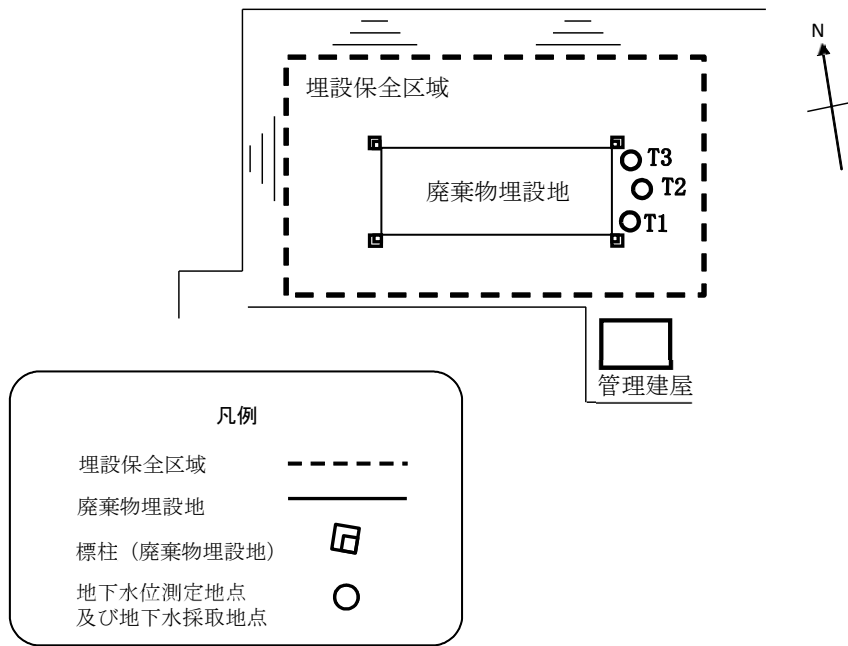 N
埋設保全区域
T3
廃棄物埋設地
T2
T1
管理建屋
凡例
埋設保全区域
廃棄物埋設地
標柱（廃棄物埋設地）
地下水位測定地点
及び地下水採取地点